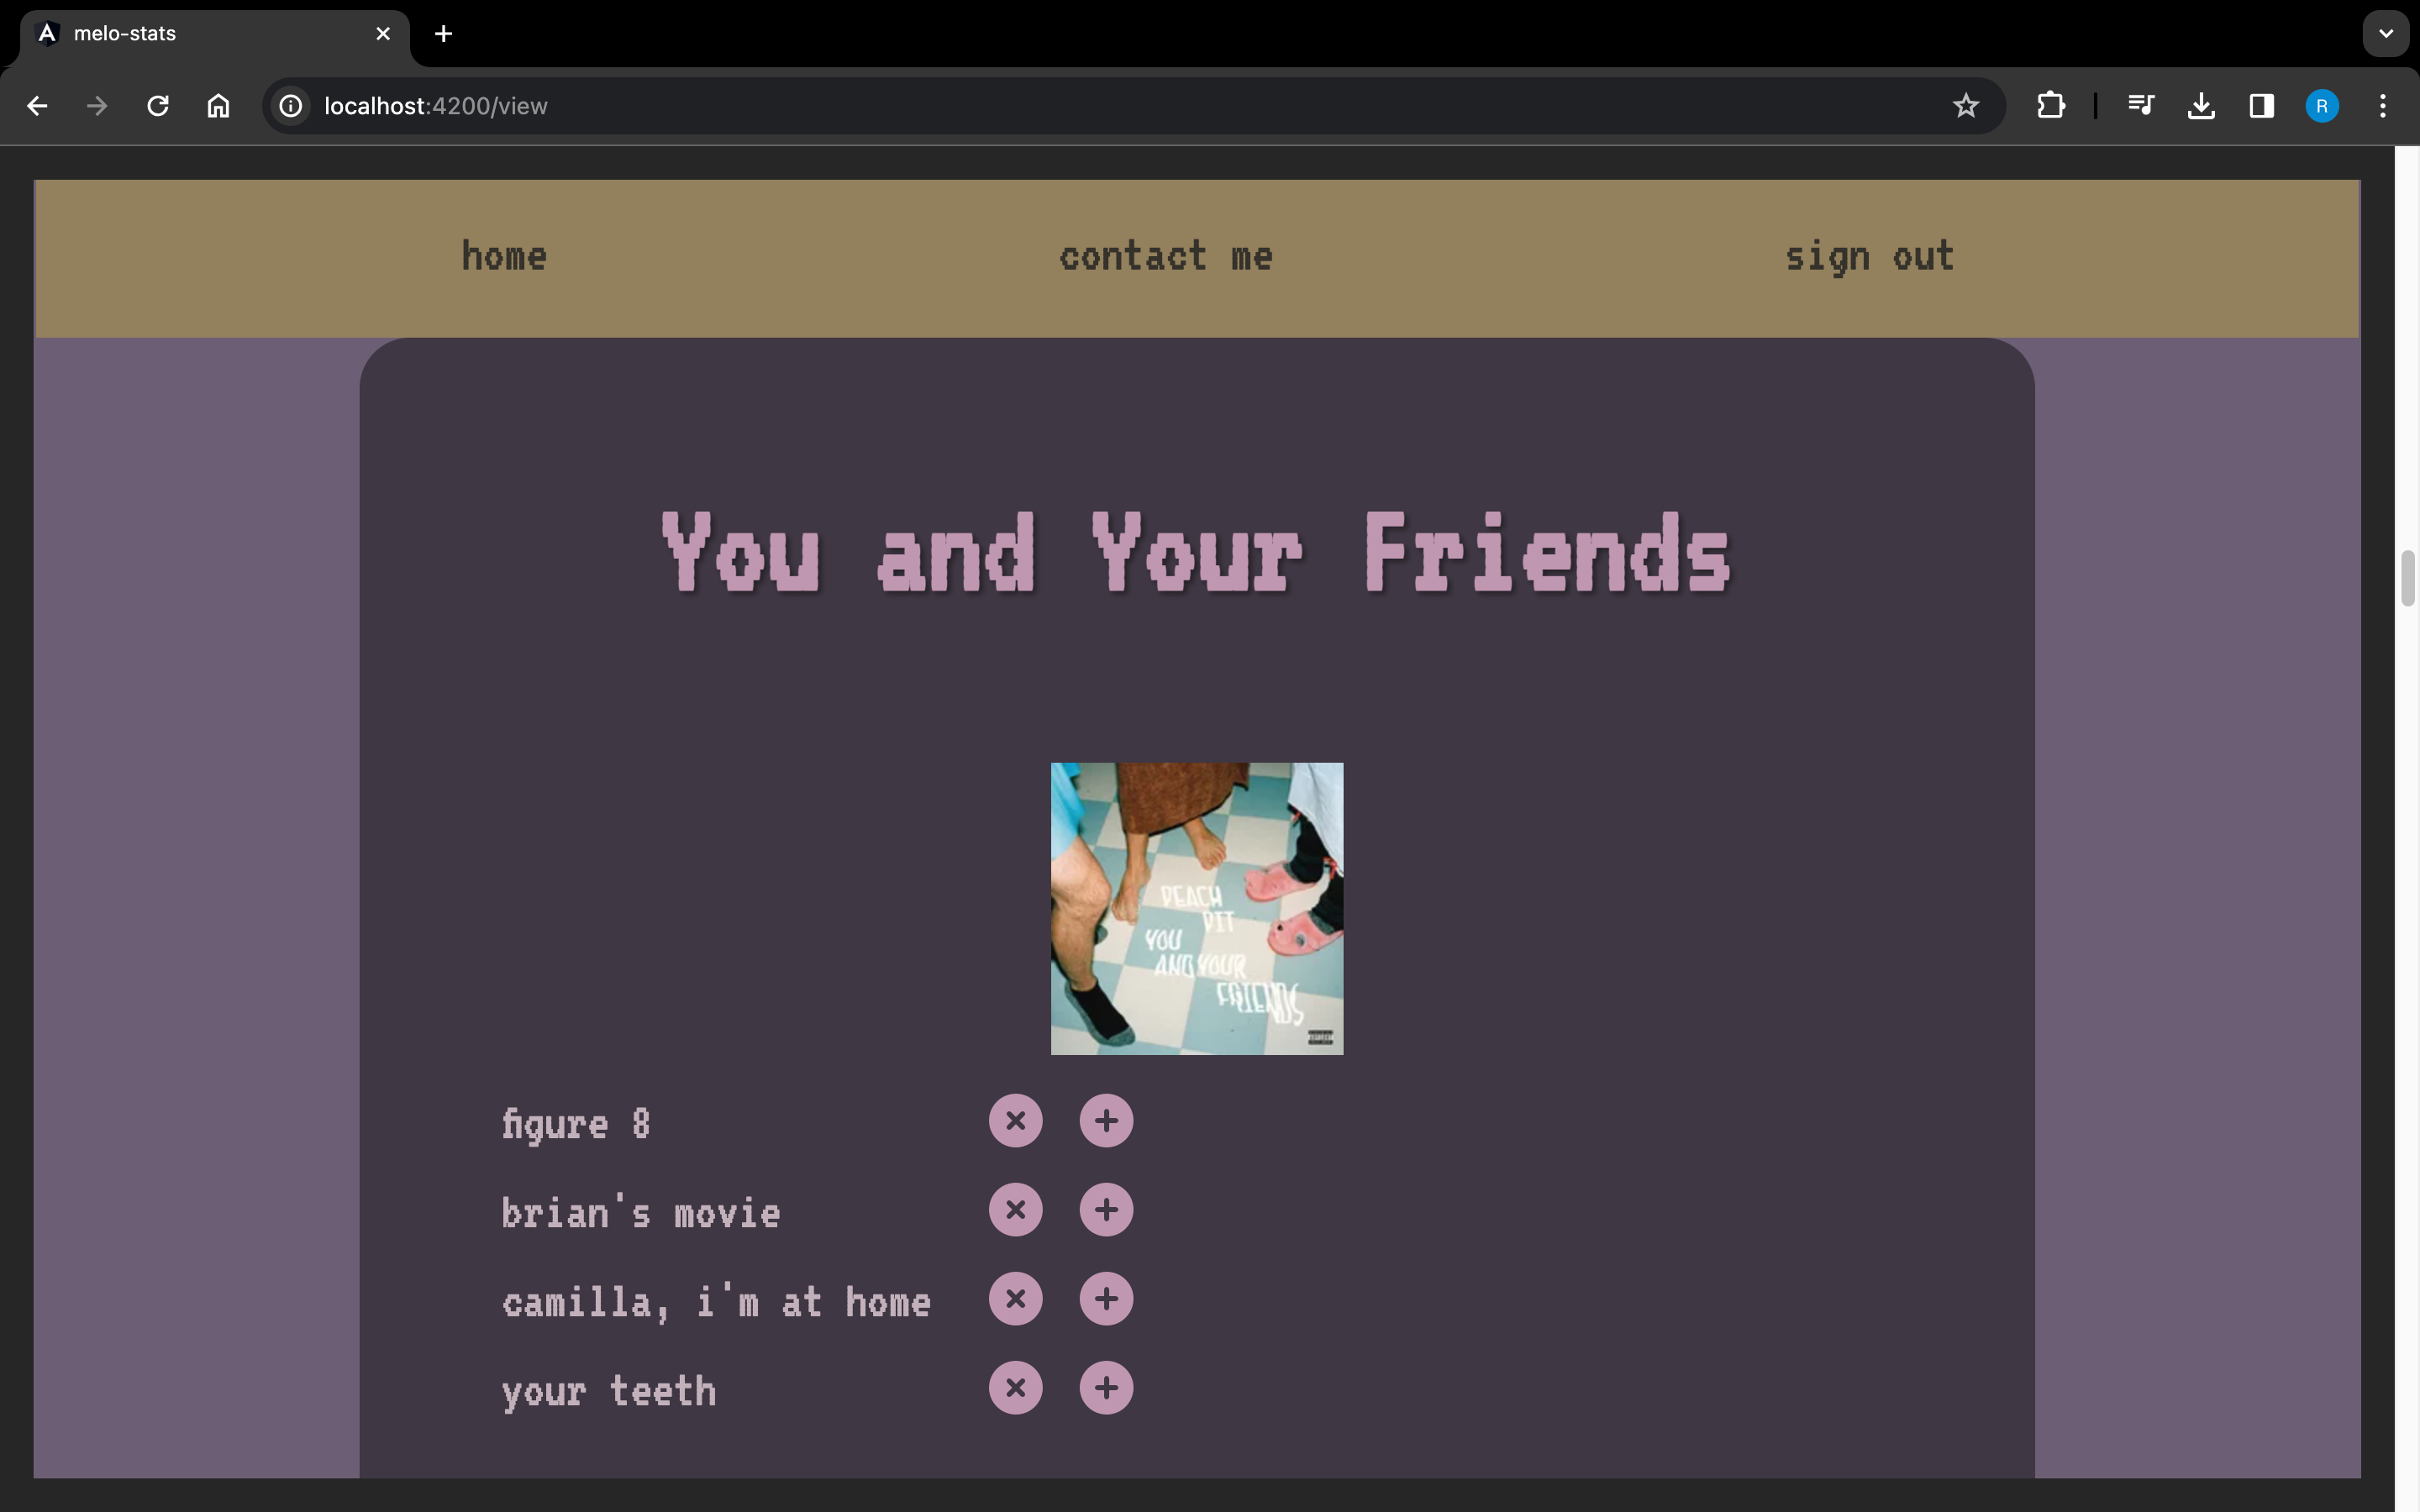 melo-stats
localhost:4200/view
R
home contact me sign out
You and Your Friends
PEACH
PIT
YOU
AND YOUR
FRIENDS
figure 8
brian's movie
camilla, i'm at home
your teeth